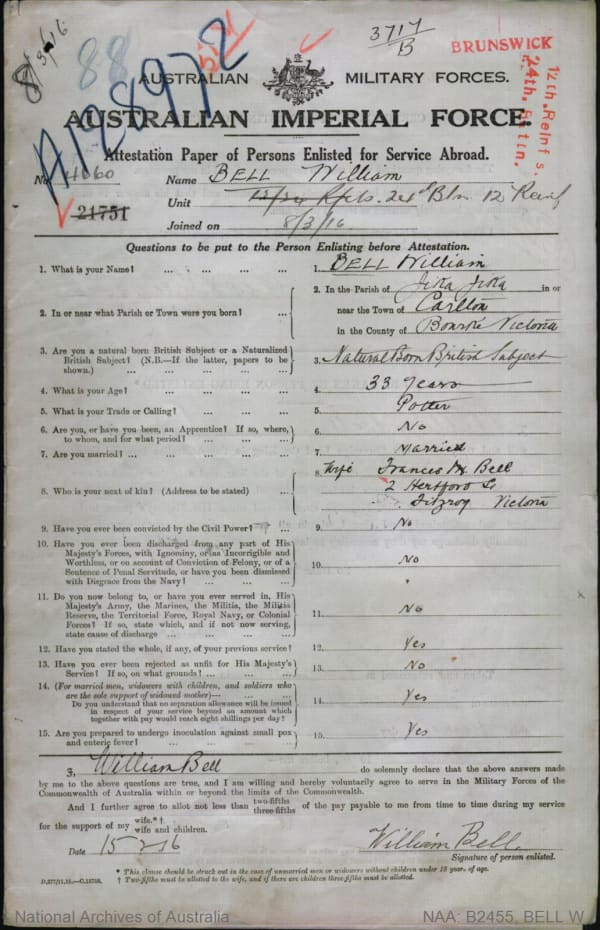 8/3/16
88
A128972
3717
B
BRUNSWICK
12th. Reinf s.
24th. Battn.
AUSTRALIAN MILITARY FORCES.
AUSTRALIAN IMPERIAL FORCE.
Attestation Paper of Persons Enlisted for Service Abroad.
No. 4060 Name BELL William
21751 Unit 12/24 Rfts. 24th Btn 12th Reinf
Joined on 8/3/16
Questions to be put to the Person Enlisting before Attestation.
1. What is your Name? ... ... ... ... 1. BELL William
2. In or near what Parish or Town were you born? ... 2. In the Parish of Jika Jika in or
near the Town of Carlton
in the County of Bourke Victoria
3. Are you a natural born British Subject or a Naturalized
British Subject? (N.B.—If the latter, papers to be
shown.) ... ... ... ... ... 3. Natural Born British Subject
4. What is your Age? ... ... ... ... 4. 33 years
5. What is your Trade or Calling? ... ... ... 5. Potter
6. Are you, or have you been, an Apprentice? If so, where,
to whom, and for what period? ... ... ... 6. No
7. Are you married? ... ... ... ... ... 7. Married
8. Who is your next of kin? (Address to be stated) ... 8. Wife Frances M Bell
2 Hertford St
Fitzroy Victoria
9. Have you ever been convicted by the Civil Power? ... 9. No
10. Have you ever been discharged from any part of His
Majesty's Forces, with Ignominy, or as Incorrigible and
Worthless, or on account of Conviction of Felony, or of a
Sentence of Penal Servitude, or have you been dismissed
with Disgrace from the Navy? ... ... ... 10. No
11. Do you now belong to, or have you ever served in, His
Majesty's Army, the Marines, the Militia, the Militia
Reserve, the Territorial Force, Royal Navy, or Colonial
Forces? If so, state which, and if not now serving,
state cause of discharge ... ... ... ... 11. No
12. Have you stated the whole, if any, of your previous service? 12. Yes
13. Have you ever been rejected as unfit for His Majesty's
Service? If so, on what grounds? ... ... ... 13. No
14. (For married men, widowers with children, and soldiers who
are the sole support of widowed mother)—
Do you understand that no separation allowance will be issued
in respect of your service beyond an amount which
together with pay would reach eight shillings per day? 14. Yes
15. Are you prepared to undergo inoculation against small pox
and enteric fever? ... ... ... ... 15. Yes
I, William Bell do solemnly declare that the above answers made
by me to the above questions are true, and I am willing and hereby voluntarily agree to serve in the Military Forces of the
Commonwealth of Australia within or beyond the limits of the Commonwealth.
And I further agree to allot not less than two-fifths three-fifths of the pay payable to me from time to time during my service
for the support of my wife.*† wife and children.
Date 15 2 16 William Bell.
Signature of person enlisted.
* This clause should be struck out in the case of unmarried men or widowers without children under 18 years of age.
† Two-fifths must be allotted to the wife, and if there are children three-fifths must be allotted.
National Archives of Australia NAA: B2455, BELL W